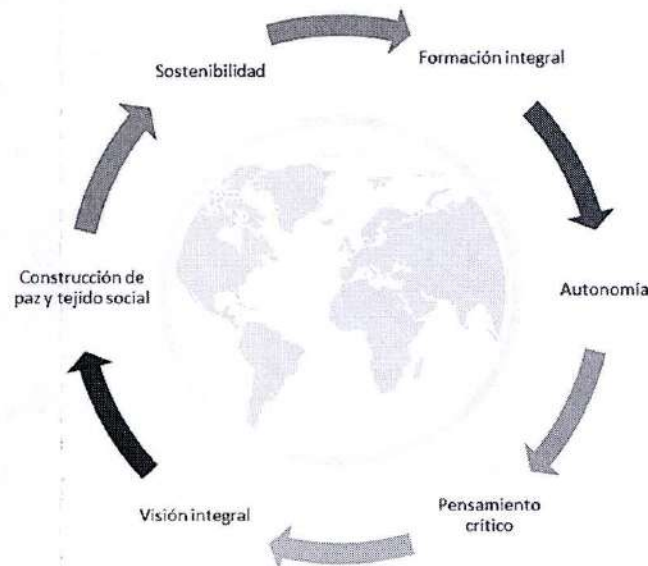 Sostenibilidad
Formación integral
Autonomía
Pensamiento
crítico
Visión integral
Construcción de
paz y tejido social